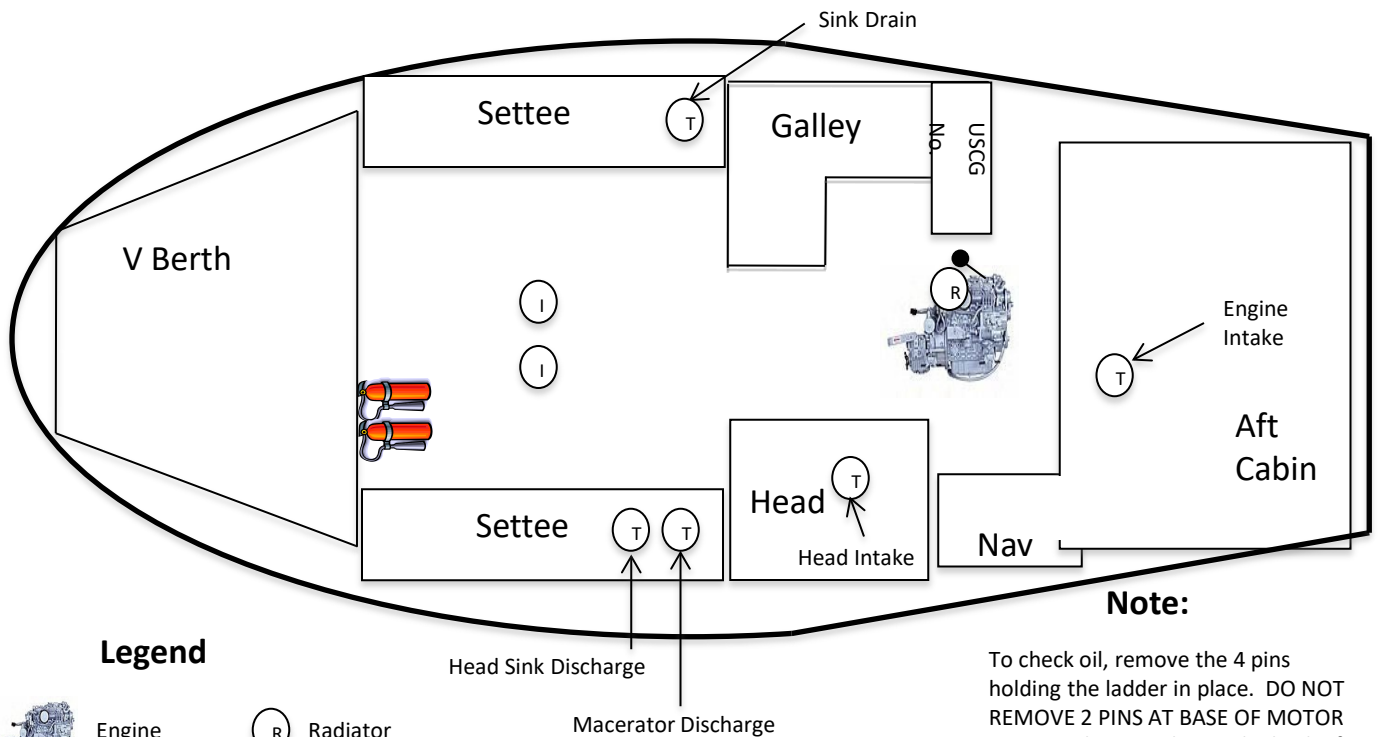 Sink Drain
Settee
T
Galley
USCG
No.
V Berth
I
I
R
Engine
Intake
T
Aft
Cabin
Settee
T
T
Head
T
Head Intake
Nav
Note:
Legend
Head Sink Discharge
Macerator Discharge
Engine
R
Radiator
To check oil, remove the 4 pins
holding the ladder in place. DO NOT
REMOVE 2 PINS AT BASE OF MOTOR